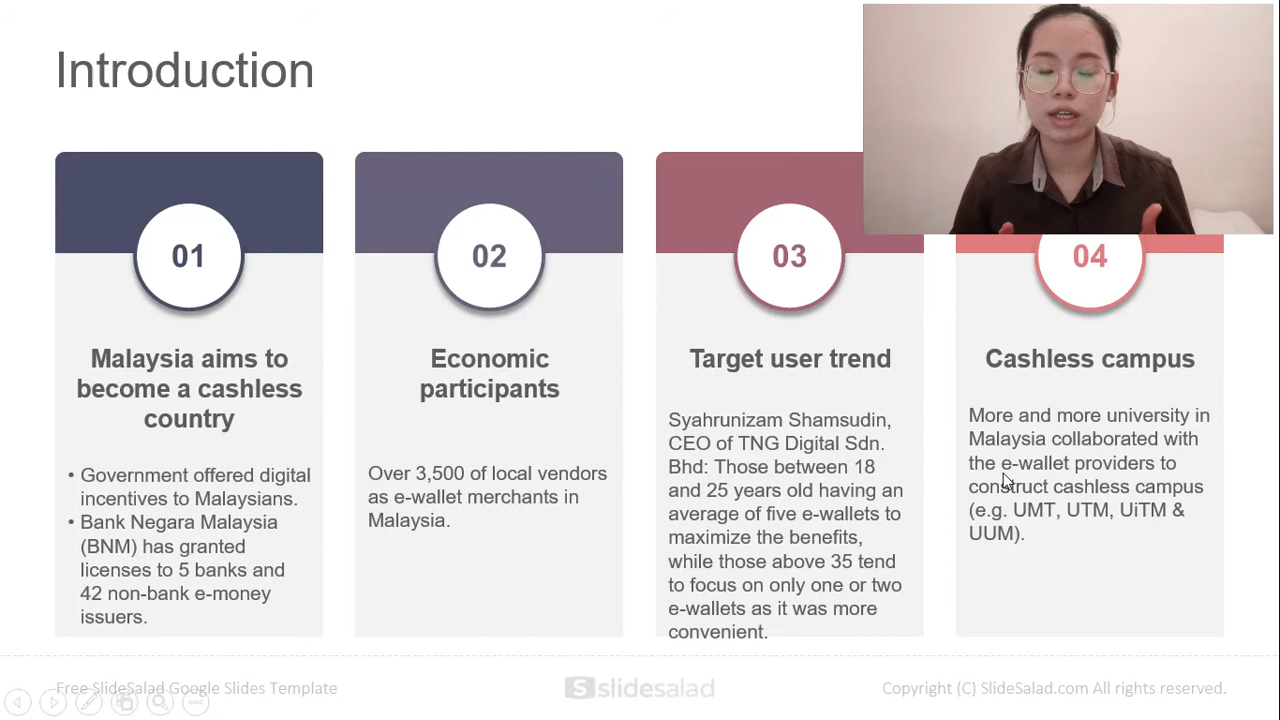 Introduction
01
02
03
04
Malaysia aims to
become a cashless
country
• Government offered digital
incentives to Malaysians.
• Bank Negara Malaysia
(BNM) has granted
licenses to 5 banks and
42 non-bank e-money
issuers.
Economic
participants
Over 3,500 of local vendors
as e-wallet merchants in
Malaysia.
Target user trend
Syahrunizam Shamsudin,
CEO of TNG Digital Sdn.
Bhd: Those between 18
and 25 years old having an
average of five e-wallets to
maximize the benefits,
while those above 35 tend
to focus on only one or two
e-wallets as it was more
convenient.
Cashless campus
More and more university in
Malaysia collaborated with
the e-wallet providers to
construct cashless campus
(e.g. UMT, UTM, UiTM &
UUM).
Free SlideSalad Google Slides Template
slidesalad
Copyright (C) SlideSalad.com All rights reserved.